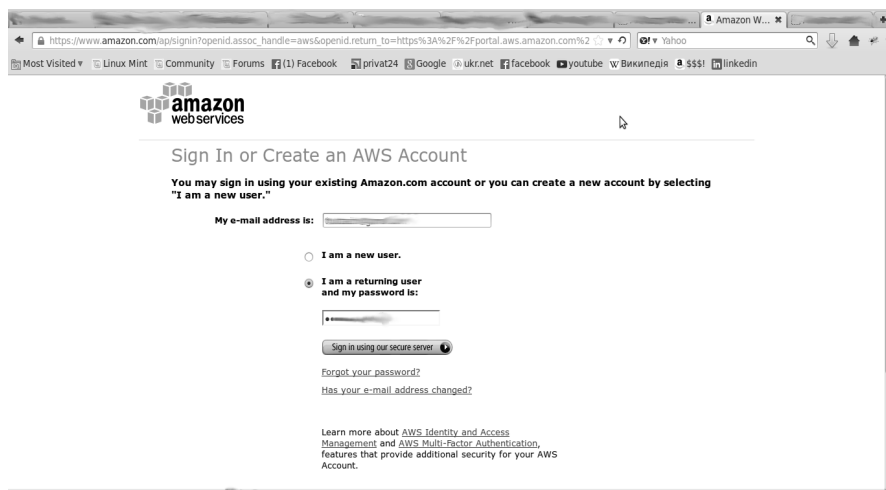 a Amazon W...
https://www.amazon.com/ap/signin?openid.assoc_handle=aws&openid.return_to=https%3A%2F%2Fportal.aws.amazon.com%2
Yahoo
Most Visited Linux Mint Community Forums (1) Facebook privat24 Google ukr.net facebook youtube Википедія $$$! linkedin
amazon
webservices
Sign In or Create an AWS Account
You may sign in using your existing Amazon.com account or you can create a new account by selecting
"I am a new user."
My e-mail address is:
I am a new user.
I am a returning user
and my password is:
Sign in using our secure server
Forgot your password?
Has your e-mail address changed?
Learn more about AWS Identity and Access
Management and AWS Multi-Factor Authentication,
features that provide additional security for your AWS
Account.